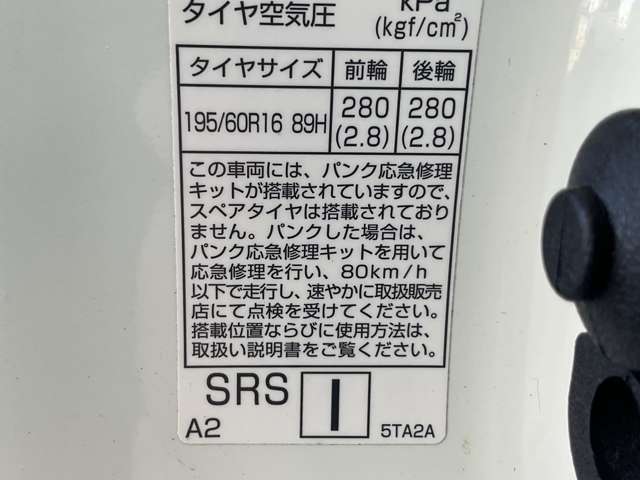 タイヤ空気圧 kPa
(kgf/cm²)
タイヤサイズ 前輪 後輪
195/60R16 89H 280 280
(2.8) (2.8)
この車両には、パンク応急修理
キットが搭載されていますので、
スペアタイヤは搭載されており
ません。パンクした場合は、
パンク応急修理キットを用いて
応急修理を行い、80km/h
以下で走行し、速やかに取扱販売
店にて点検を受けてください。
搭載位置ならびに使用方法は、
取扱い説明書をご覧ください。
SRS I
A2 5TA2A